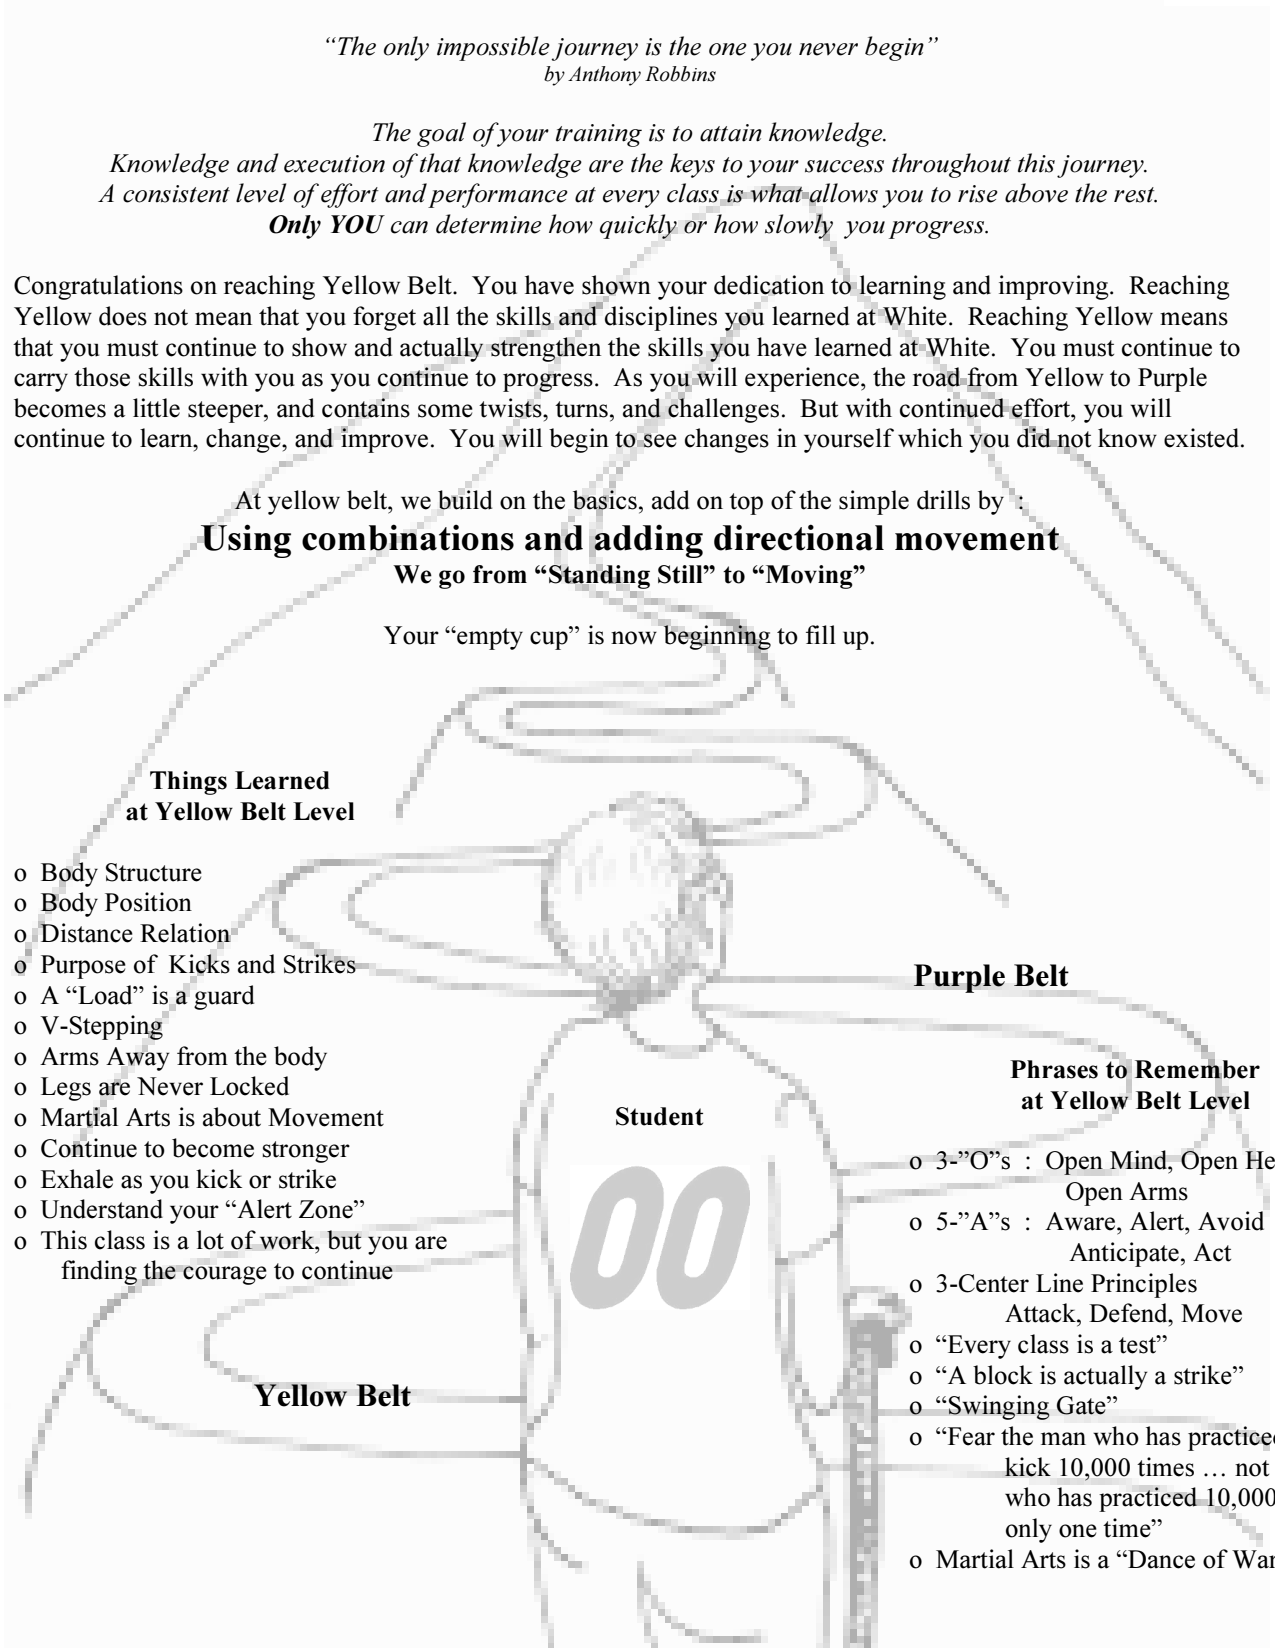 “The only impossible journey is the one you never begin”
by Anthony Robbins
The goal of your training is to attain knowledge.
Knowledge and execution of that knowledge are the keys to your success throughout this journey.
A consistent level of effort and performance at every class is what allows you to rise above the rest.
Only YOU can determine how quickly or how slowly you progress.
Congratulations on reaching Yellow Belt. You have shown your dedication to learning and improving. Reaching
Yellow does not mean that you forget all the skills and disciplines you learned at White. Reaching Yellow means
that you must continue to show and actually strengthen the skills you have learned at White. You must continue to
carry those skills with you as you continue to progress. As you will experience, the road from Yellow to Purple
becomes a little steeper, and contains some twists, turns, and challenges. But with continued effort, you will
continue to learn, change, and improve. You will begin to see changes in yourself which you did not know existed.
At yellow belt, we build on the basics, add on top of the simple drills by :
Using combinations and adding directional movement
We go from “Standing Still” to “Moving”
Your “empty cup” is now beginning to fill up.
Things Learned
at Yellow Belt Level
o Body Structure
o Body Position
o Distance Relation
o Purpose of Kicks and Strikes
o A “Load” is a guard
o V-Stepping
o Arms Away from the body
o Legs are Never Locked
o Martial Arts is about Movement
o Continue to become stronger
o Exhale as you kick or strike
o Understand your “Alert Zone”
o This class is a lot of work, but you are
finding the courage to continue
Yellow Belt
Student
00
Purple Belt
Phrases to Remember
at Yellow Belt Level
o 3-”O”s : Open Mind, Open He
Open Arms
o 5-”A”s : Aware, Alert, Avoid
Anticipate, Act
o 3-Center Line Principles
Attack, Defend, Move
o “Every class is a test”
o “A block is actually a strike”
o “Swinging Gate”
o “Fear the man who has practiced
kick 10,000 times … not
who has practiced 10,000
only one time”
o Martial Arts is a “Dance of War